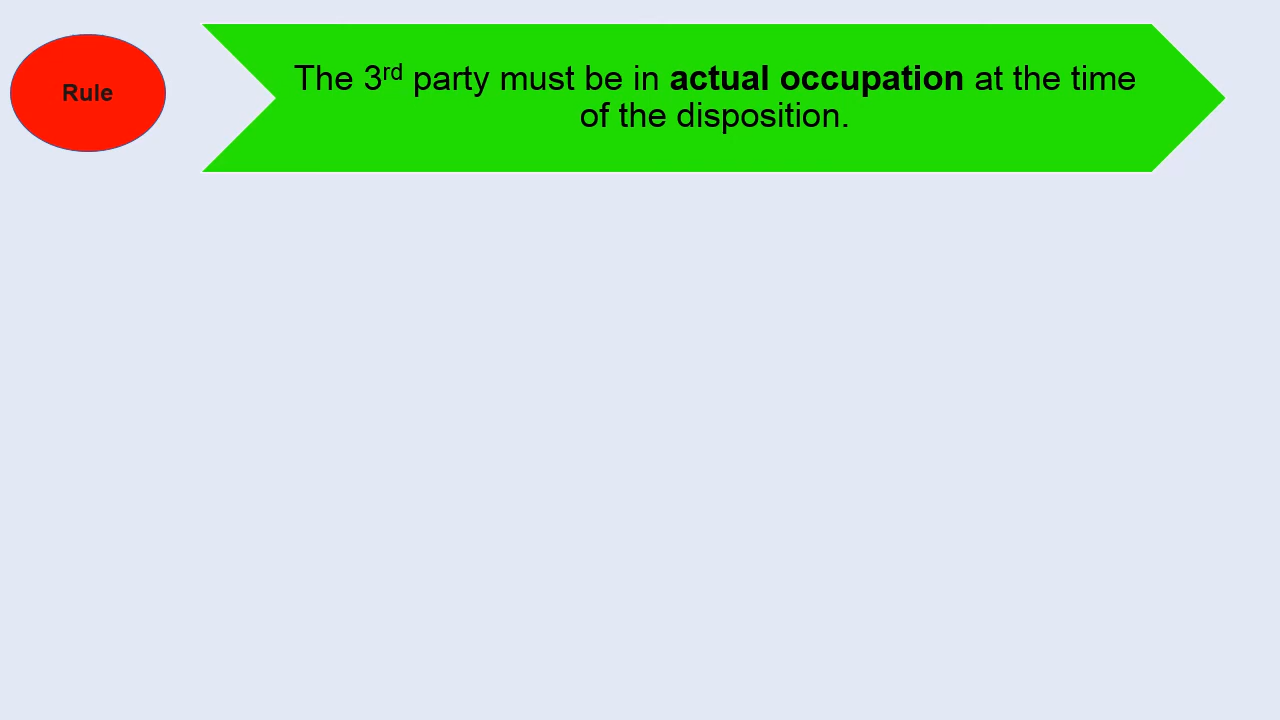 Rule
The 3rd party must be in actual occupation at the time
of the disposition.